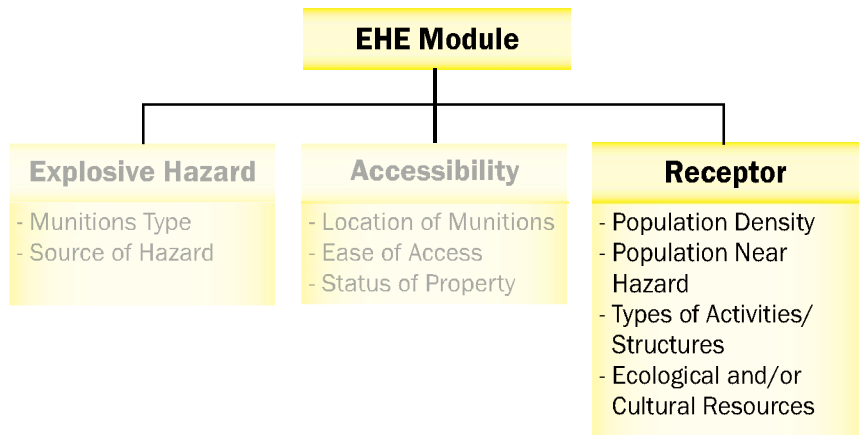 EHE Module
Explosive Hazard
- Munitions Type
- Source of Hazard
Accessibility
- Location of Munitions
- Ease of Access
- Status of Property
Receptor
- Population Density
- Population Near
Hazard
- Types of Activities/
Structures
- Ecological and/or
Cultural Resources